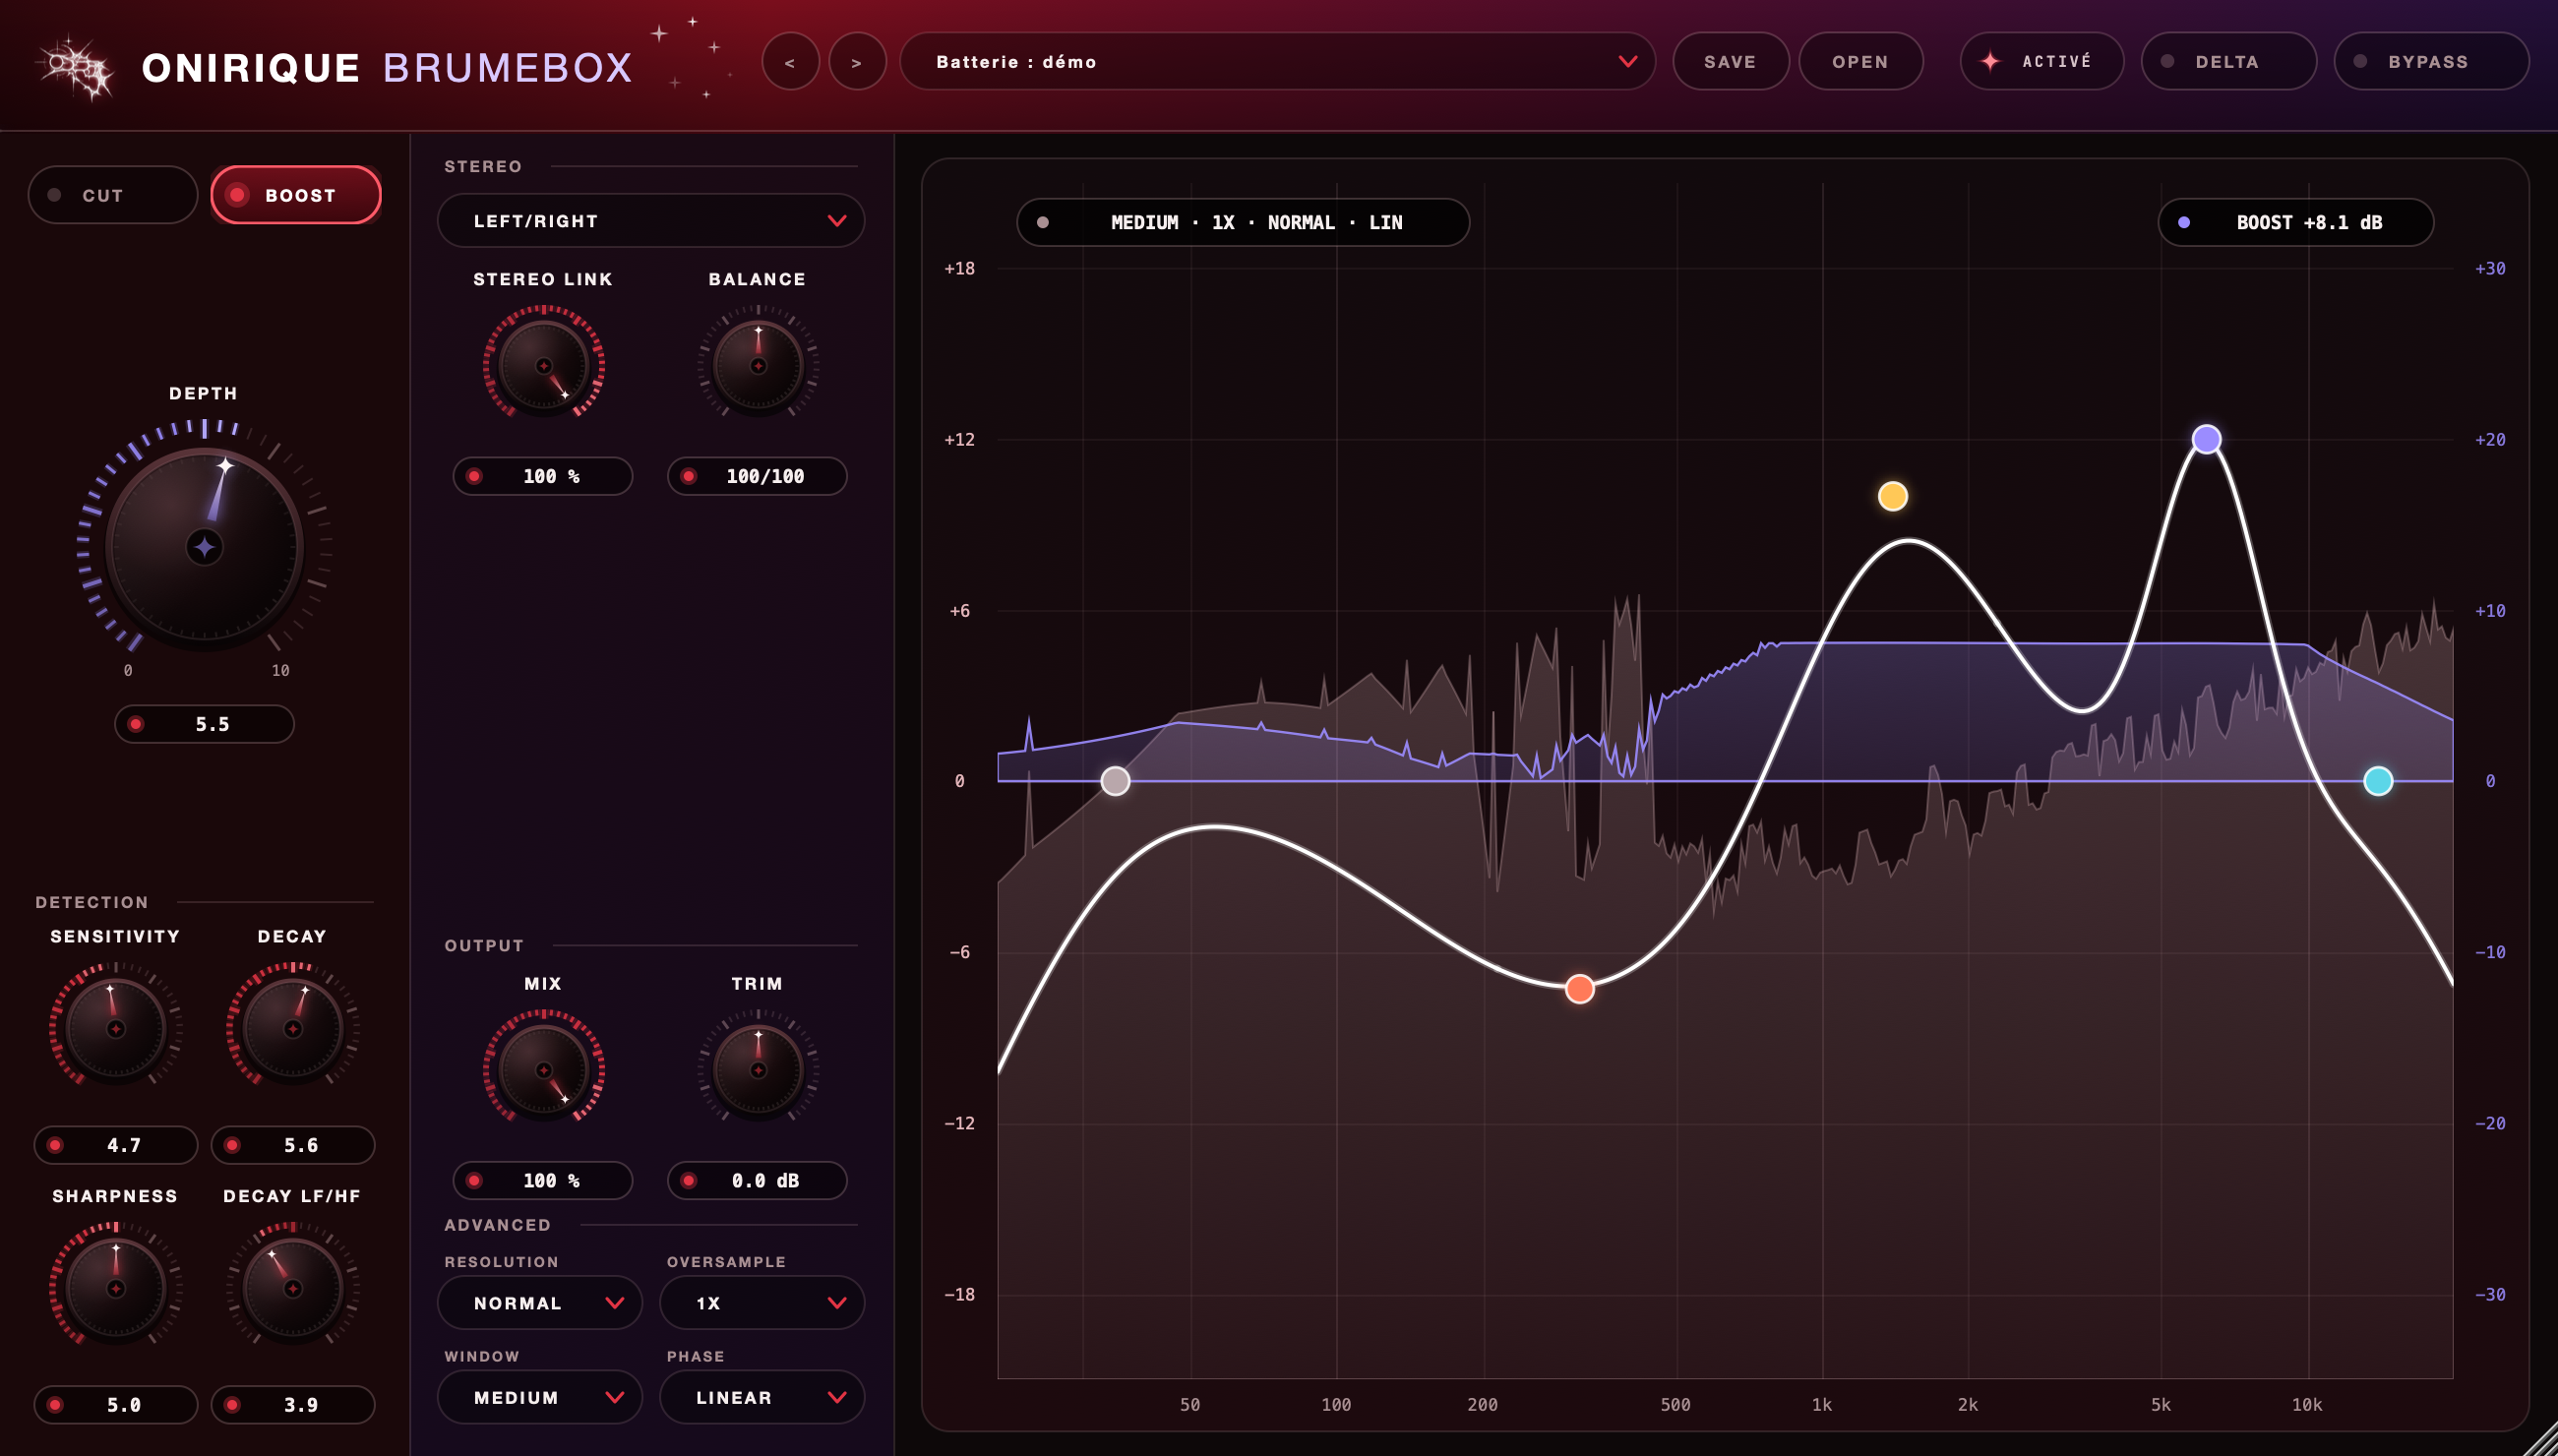 ONIRIQUE BRUMEBOX
< > Batterie : démo SAVE OPEN ACTIVÉ DELTA BYPASS
CUT BOOST
DEPTH
0 10
5.5
DETECTION
SENSITIVITY DECAY
4.7 5.6
SHARPNESS DECAY LF/HF
5.0 3.9
STEREO
LEFT/RIGHT
STEREO LINK BALANCE
100 % 100/100
OUTPUT
MIX TRIM
100 % 0.0 dB
ADVANCED
RESOLUTION OVERSAMPLE
NORMAL 1X
WINDOW PHASE
MEDIUM LINEAR
MEDIUM · 1X · NORMAL · LIN BOOST +8.1 dB
+18 +30
+12 +20
+6 +10
0 0
−6 −10
−12 −20
−18 −30
50 100 200 500 1k 2k 5k 10k